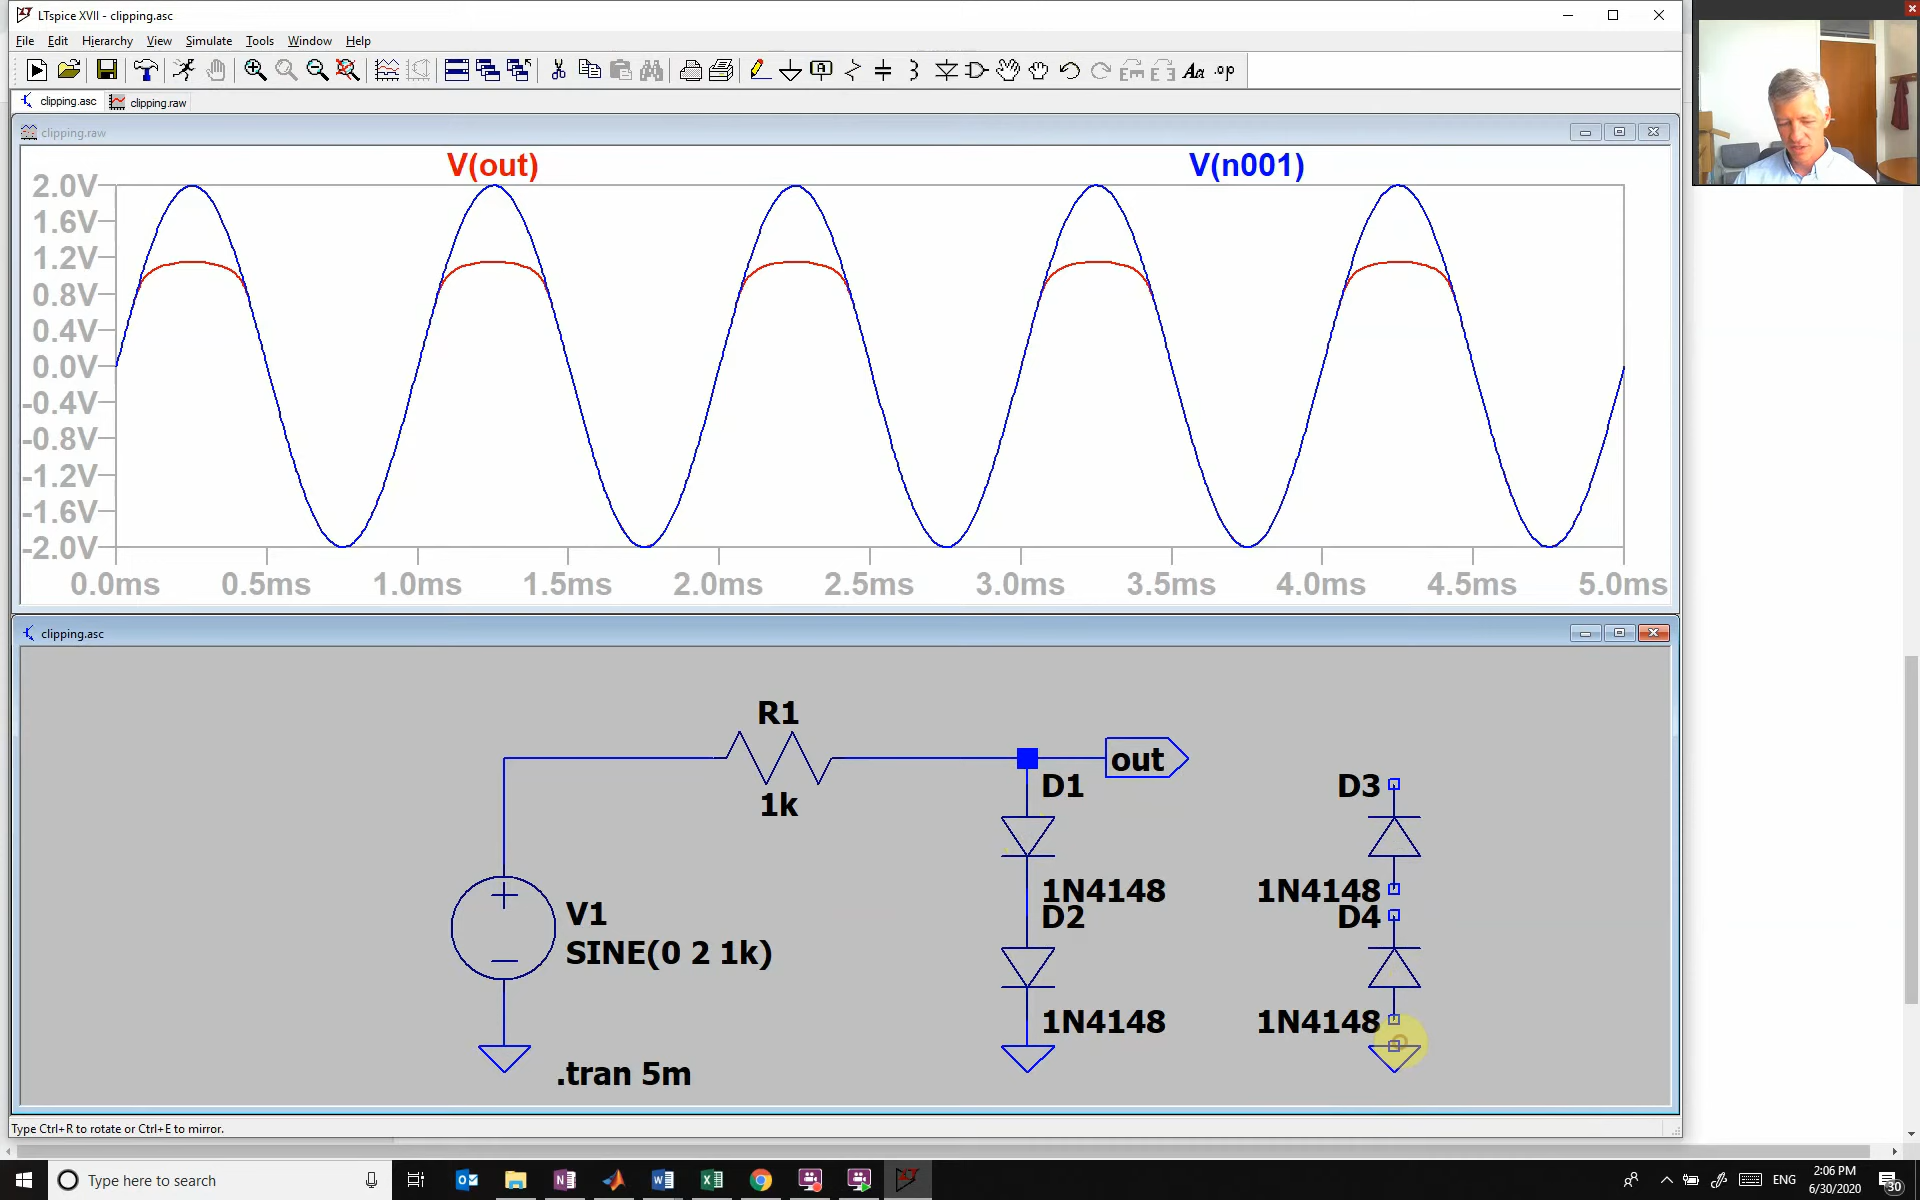 LTspice XVII - clipping.asc
File Edit Hierarchy View Simulate Tools Window Help
clipping.asc clipping.raw
clipping.raw
V(out) V(n001)
2.0V
1.6V
1.2V
0.8V
0.4V
0.0V
-0.4V
-0.8V
-1.2V
-1.6V
-2.0V
0.0ms 0.5ms 1.0ms 1.5ms 2.0ms 2.5ms 3.0ms 3.5ms 4.0ms 4.5ms 5.0ms
clipping.asc
R1
out
D1 D3
1k
1N4148 1N4148
V1
D2 D4
SINE(0 2 1k)
1N4148 1N4148
.tran 5m
Type Ctrl+R to rotate or Ctrl+E to mirror.
Type here to search
ENG
2:06 PM
6/30/2020
30